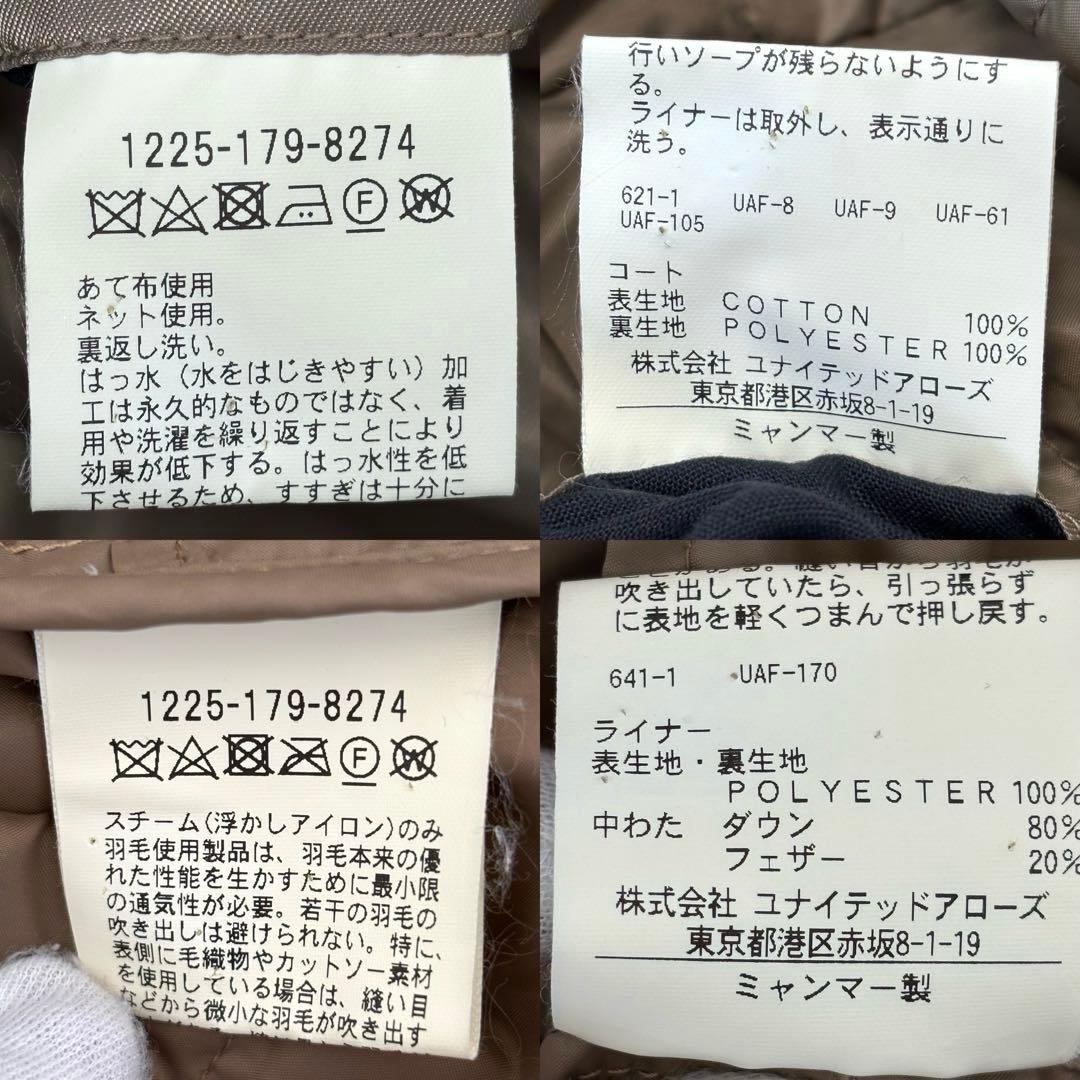 1225-179-8274
あて布使用
ネット使用。
裏返し洗い。
はっ水（水をはじきやすい）加
工は永久的なものではなく、着
用や洗濯を繰り返すことにより
効果が低下する。はっ水性を低
下させるため、すすぎは十分に
行いソープが残らないようにす
る。
ライナーは取外し、表示通りに
洗う。
621-1 UAF-8 UAF-9 UAF-61
UAF-105
コート
表生地 COTTON 100%
裏生地 POLYESTER 100%
株式会社 ユナイテッドアローズ
東京都港区赤坂8-1-19
ミャンマー製
1225-179-8274
スチーム(浮かしアイロン)のみ
羽毛使用製品は、羽毛本来の優
れた性能を生かすために最小限
の通気性が必要。若干の羽毛の
吹き出しは避けられない。特に、
表側に毛織物やカットソー素材
を使用している場合は、縫い目
などから微小な羽毛が吹き出す
吹き出していたら、引っ張らず
に表地を軽くつまんで押し戻す。
641-1 UAF-170
ライナー
表生地・裏生地
POLYESTER 100%
中わた ダウン 80%
フェザー 20%
株式会社 ユナイテッドアローズ
東京都港区赤坂8-1-19
ミャンマー製